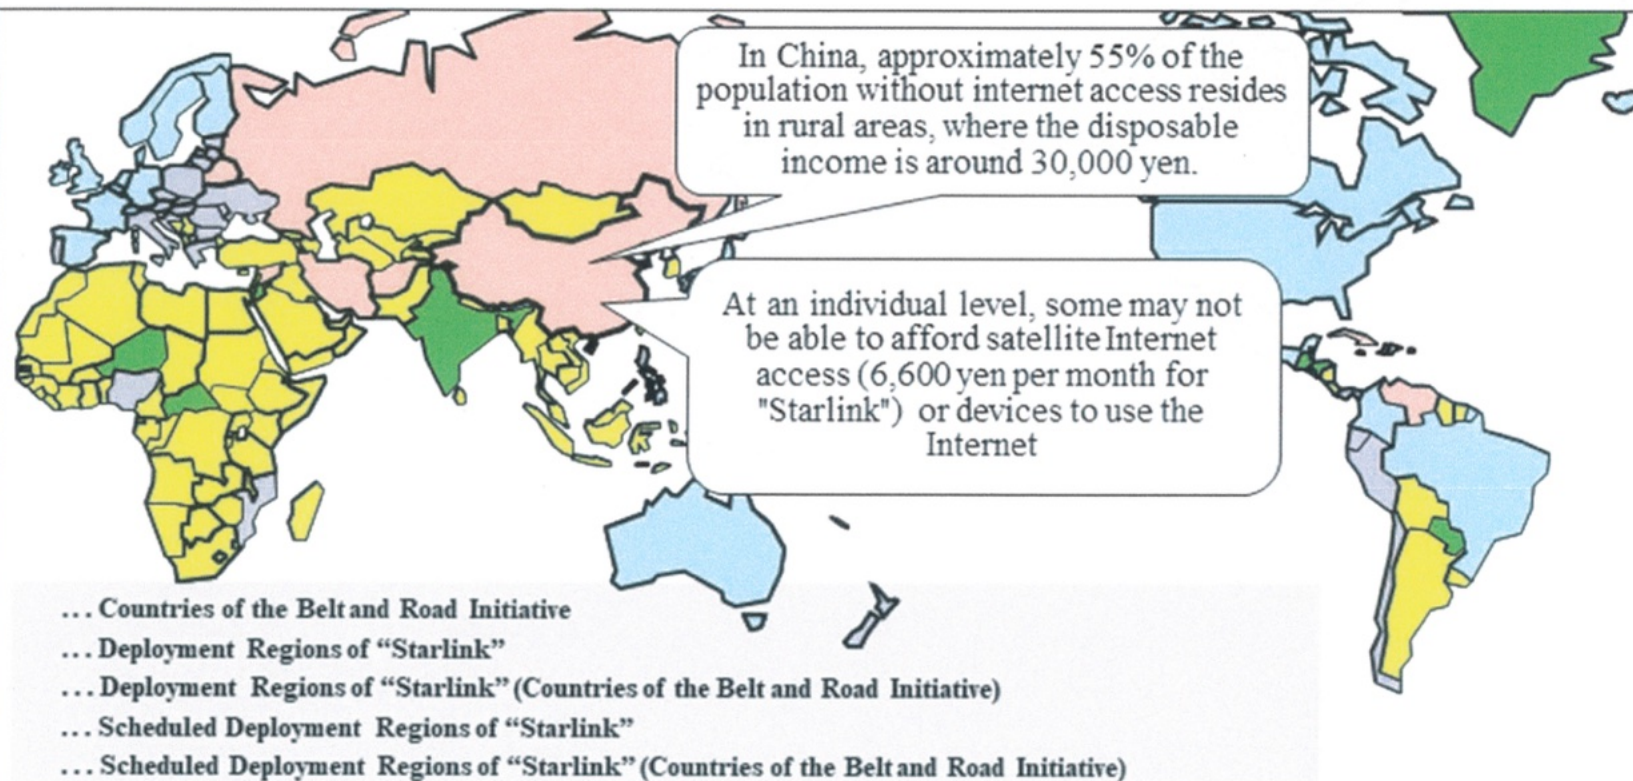 In China, approximately 55% of the
population without internet access resides
in rural areas, where the disposable
income is around 30,000 yen.
At an individual level, some may not
be able to afford satellite Internet
access (6,600 yen per month for
"Starlink") or devices to use the
Internet
... Countries of the Belt and Road Initiative
... Deployment Regions of “Starlink”
... Deployment Regions of “Starlink” (Countries of the Belt and Road Initiative)
... Scheduled Deployment Regions of “Starlink”
... Scheduled Deployment Regions of “Starlink” (Countries of the Belt and Road Initiative)